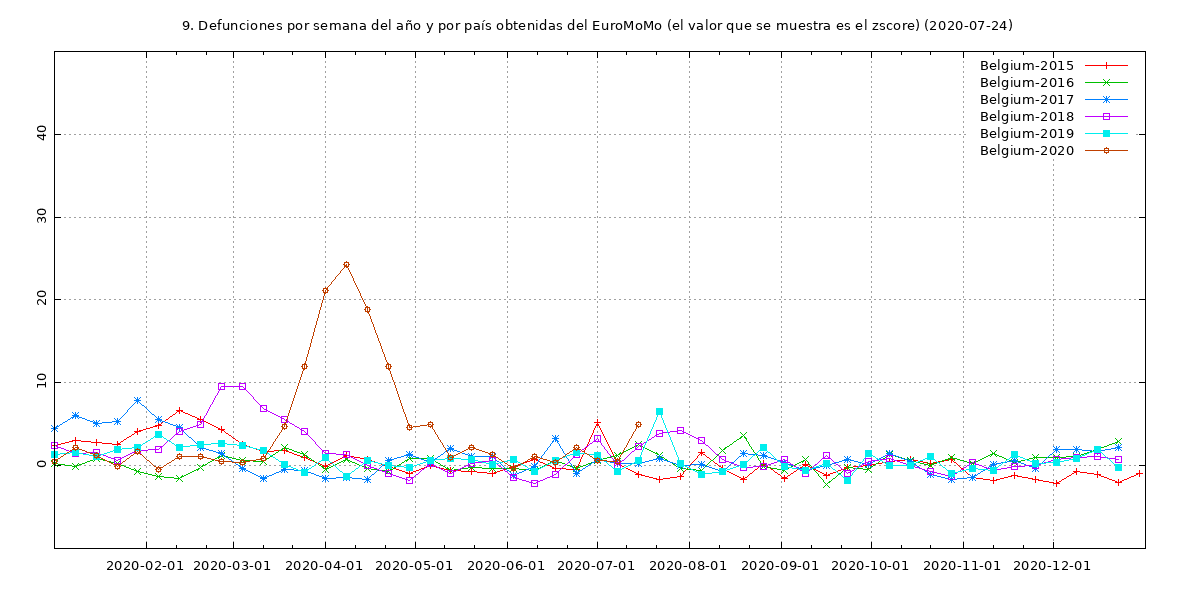 9. Defunciones por semana del año y por país obtenidas del EuroMoMo (el valor que se muestra es el zscore) (2020-07-24)
Belgium-2015
Belgium-2016
Belgium-2017
Belgium-2018
Belgium-2019
Belgium-2020
40
30
20
10
0
2020-02-01 2020-03-01 2020-04-01 2020-05-01 2020-06-01 2020-07-01 2020-08-01 2020-09-01 2020-10-01 2020-11-01 2020-12-01